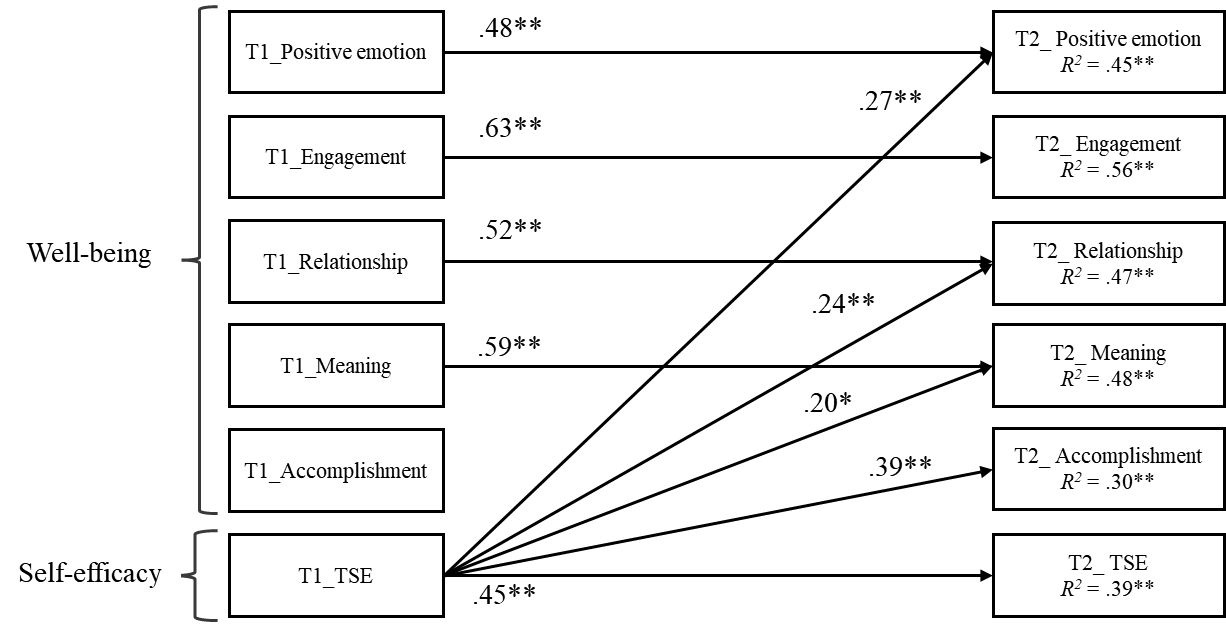 T1_Positive emotion
.48**
T2_ Positive emotion
R² = .45**
.27**
T1_Engagement
.63**
T2_ Engagement
R² = .56**
Well-being
T1_Relationship
.52**
T2_ Relationship
R² = .47**
.24**
T1_Meaning
.59**
T2_ Meaning
R² = .48**
.20*
T1_Accomplishment
.39**
T2_ Accomplishment
R² = .30**
Self-efficacy
T1_TSE
.45**
T2_ TSE
R² = .39**